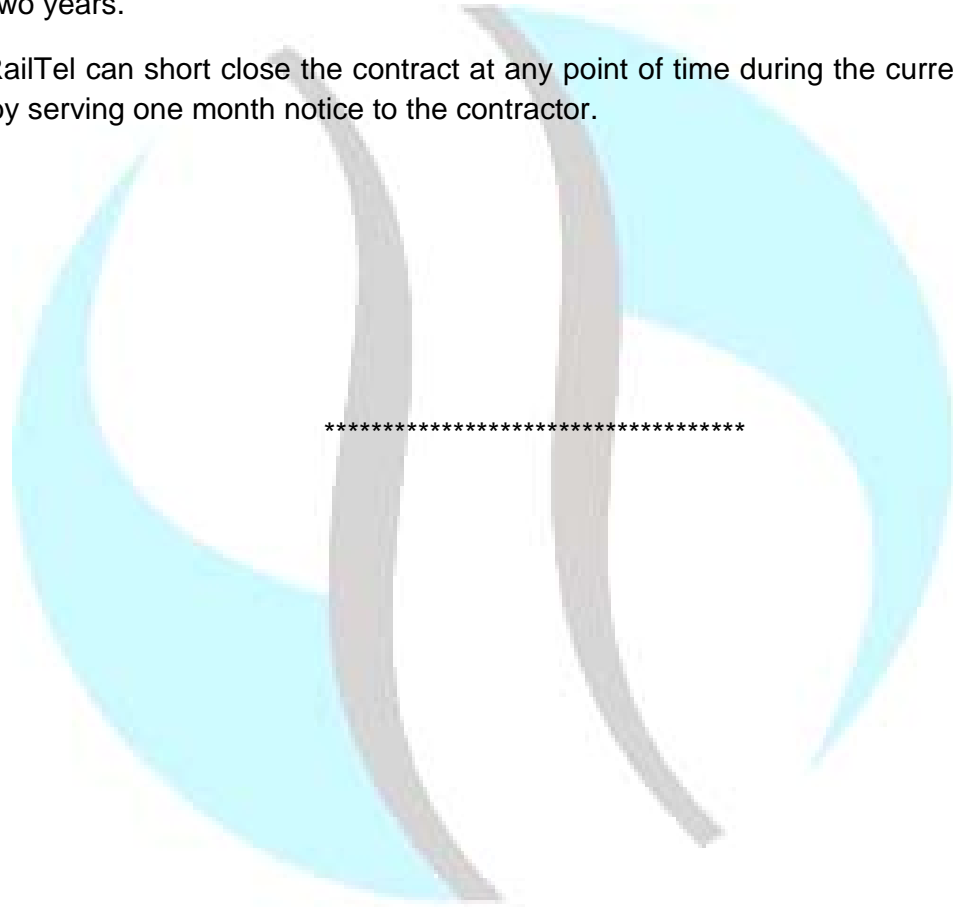 two years.
RailTel can short close the contract at any point of time during the curre
by serving one month notice to the contractor.
************************************